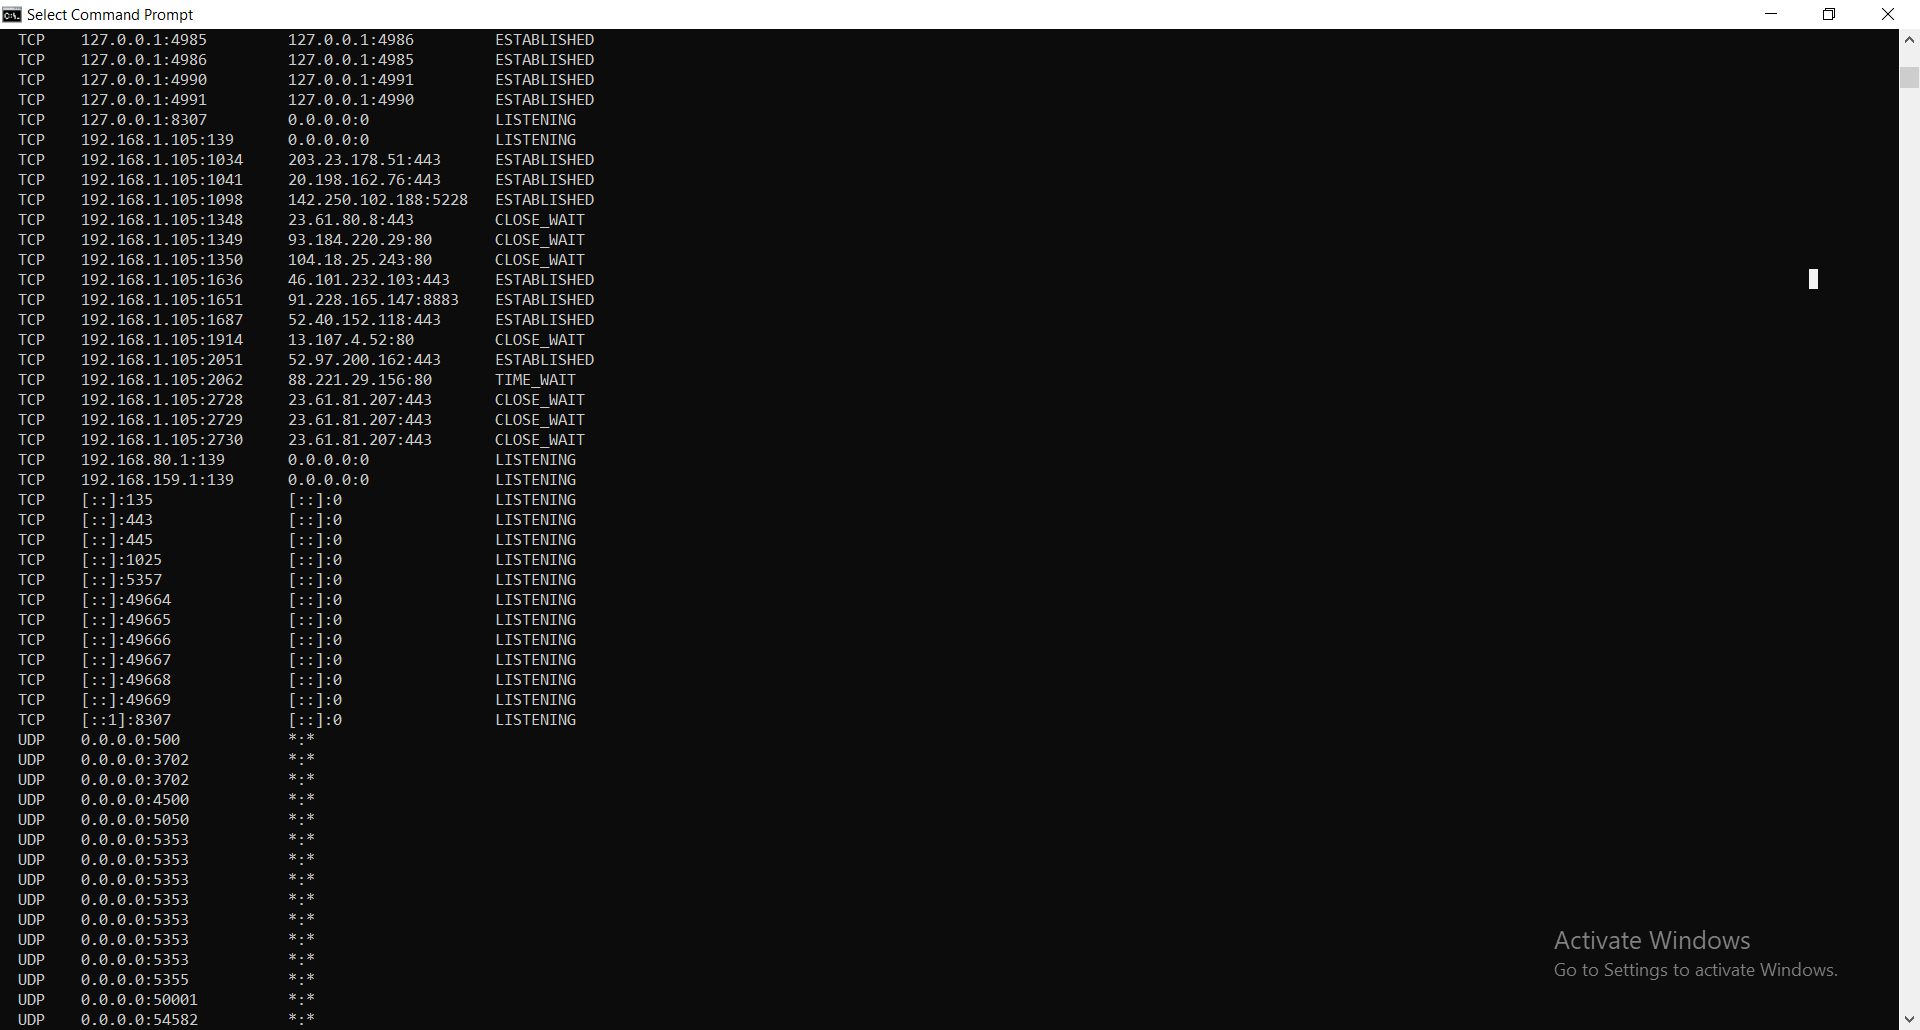 Select Command Prompt
TCP 127.0.0.1:4985 127.0.0.1:4986 ESTABLISHED
TCP 127.0.0.1:4986 127.0.0.1:4985 ESTABLISHED
TCP 127.0.0.1:4990 127.0.0.1:4991 ESTABLISHED
TCP 127.0.0.1:4991 127.0.0.1:4990 ESTABLISHED
TCP 127.0.0.1:8307 0.0.0.0:0 LISTENING
TCP 192.168.1.105:139 0.0.0.0:0 LISTENING
TCP 192.168.1.105:1034 203.23.178.51:443 ESTABLISHED
TCP 192.168.1.105:1041 20.198.162.76:443 ESTABLISHED
TCP 192.168.1.105:1098 142.250.102.188:5228 ESTABLISHED
TCP 192.168.1.105:1348 23.61.80.8:443 CLOSE_WAIT
TCP 192.168.1.105:1349 93.184.220.29:80 CLOSE_WAIT
TCP 192.168.1.105:1350 104.18.25.243:80 CLOSE_WAIT
TCP 192.168.1.105:1636 46.101.232.103:443 ESTABLISHED
TCP 192.168.1.105:1651 91.228.165.147:8883 ESTABLISHED
TCP 192.168.1.105:1687 52.40.152.118:443 ESTABLISHED
TCP 192.168.1.105:1914 13.107.4.52:80 CLOSE_WAIT
TCP 192.168.1.105:2051 52.97.200.162:443 ESTABLISHED
TCP 192.168.1.105:2062 88.221.29.156:80 TIME_WAIT
TCP 192.168.1.105:2728 23.61.81.207:443 CLOSE_WAIT
TCP 192.168.1.105:2729 23.61.81.207:443 CLOSE_WAIT
TCP 192.168.1.105:2730 23.61.81.207:443 CLOSE_WAIT
TCP 192.168.80.1:139 0.0.0.0:0 LISTENING
TCP 192.168.159.1:139 0.0.0.0:0 LISTENING
TCP [::]:135 [::]:0 LISTENING
TCP [::]:443 [::]:0 LISTENING
TCP [::]:445 [::]:0 LISTENING
TCP [::]:1025 [::]:0 LISTENING
TCP [::]:5357 [::]:0 LISTENING
TCP [::]:49664 [::]:0 LISTENING
TCP [::]:49665 [::]:0 LISTENING
TCP [::]:49666 [::]:0 LISTENING
TCP [::]:49667 [::]:0 LISTENING
TCP [::]:49668 [::]:0 LISTENING
TCP [::]:49669 [::]:0 LISTENING
TCP [::1]:8307 [::]:0 LISTENING
UDP 0.0.0.0:500 *:*
UDP 0.0.0.0:3702 *:*
UDP 0.0.0.0:3702 *:*
UDP 0.0.0.0:4500 *:*
UDP 0.0.0.0:5050 *:*
UDP 0.0.0.0:5353 *:*
UDP 0.0.0.0:5353 *:*
UDP 0.0.0.0:5353 *:*
UDP 0.0.0.0:5353 *:*
UDP 0.0.0.0:5353 *:*
UDP 0.0.0.0:5353 *:*
UDP 0.0.0.0:5353 *:*
UDP 0.0.0.0:5355 *:*
UDP 0.0.0.0:50001 *:*
UDP 0.0.0.0:54582 *:*
Activate Windows
Go to Settings to activate Windows.